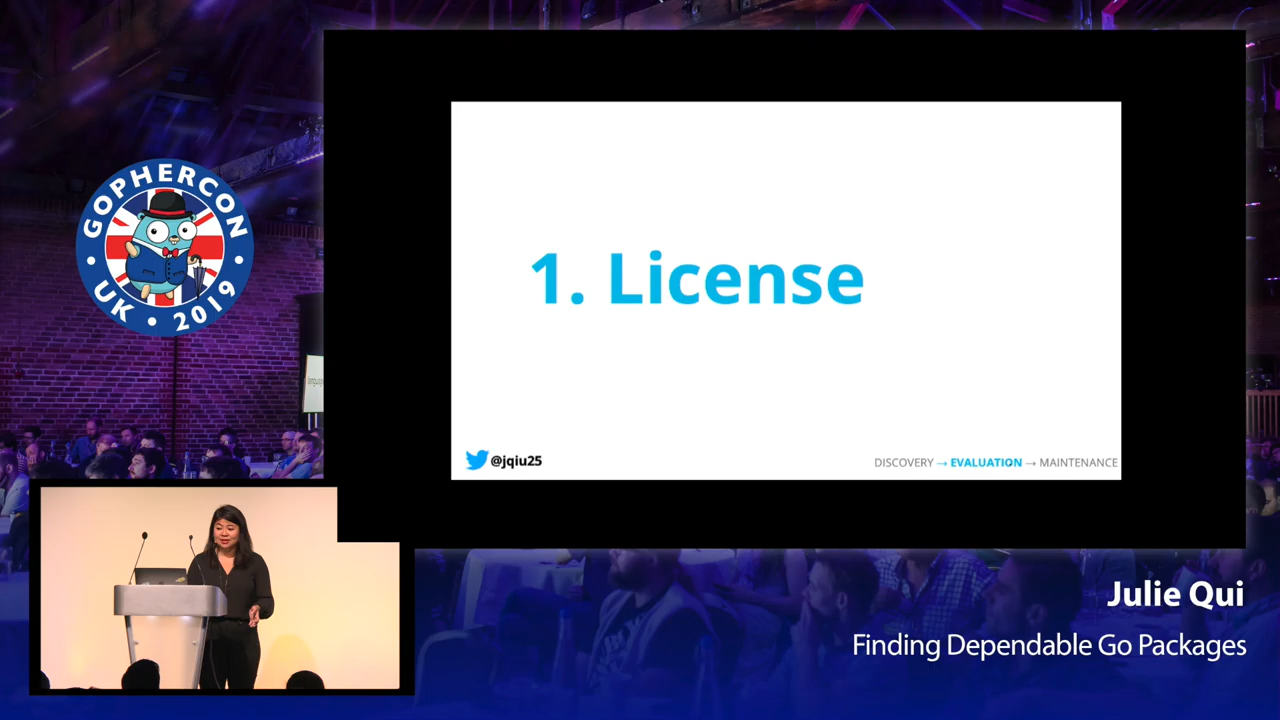 GOPHERCON
UK • 2019
1. License
@jqiu25
DISCOVERY → EVALUATION → MAINTENANCE
Julie Qui
Finding Dependable Go Packages